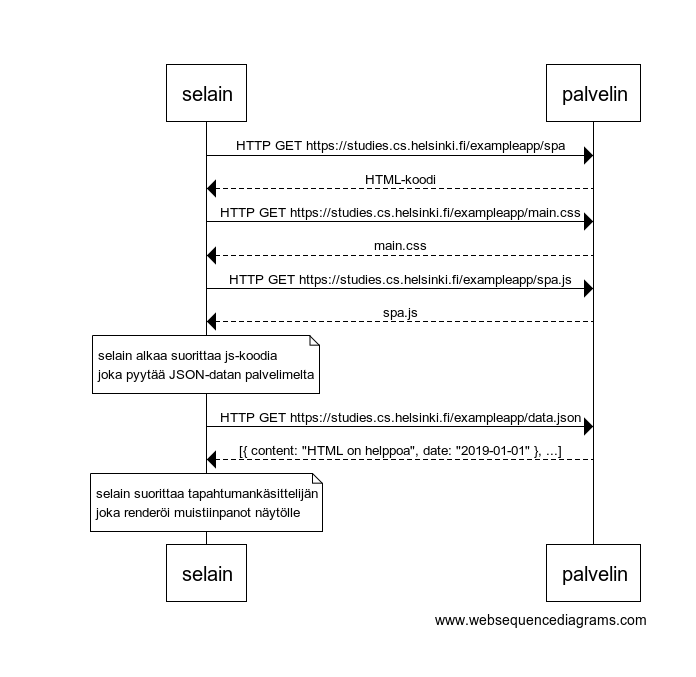 selain
palvelin
HTTP GET https://studies.cs.helsinki.fi/exampleapp/spa
HTML-koodi
HTTP GET https://studies.cs.helsinki.fi/exampleapp/main.css
main.css
HTTP GET https://studies.cs.helsinki.fi/exampleapp/spa.js
spa.js
selain alkaa suorittaa js-koodia
joka pyytää JSON-datan palvelimelta
HTTP GET https://studies.cs.helsinki.fi/exampleapp/data.json
[{ content: "HTML on helppoa", date: "2019-01-01" }, ...]
selain suorittaa tapahtumankäsittelijän
joka renderöi muistiinpanot näytölle
selain
palvelin
www.websequencediagrams.com